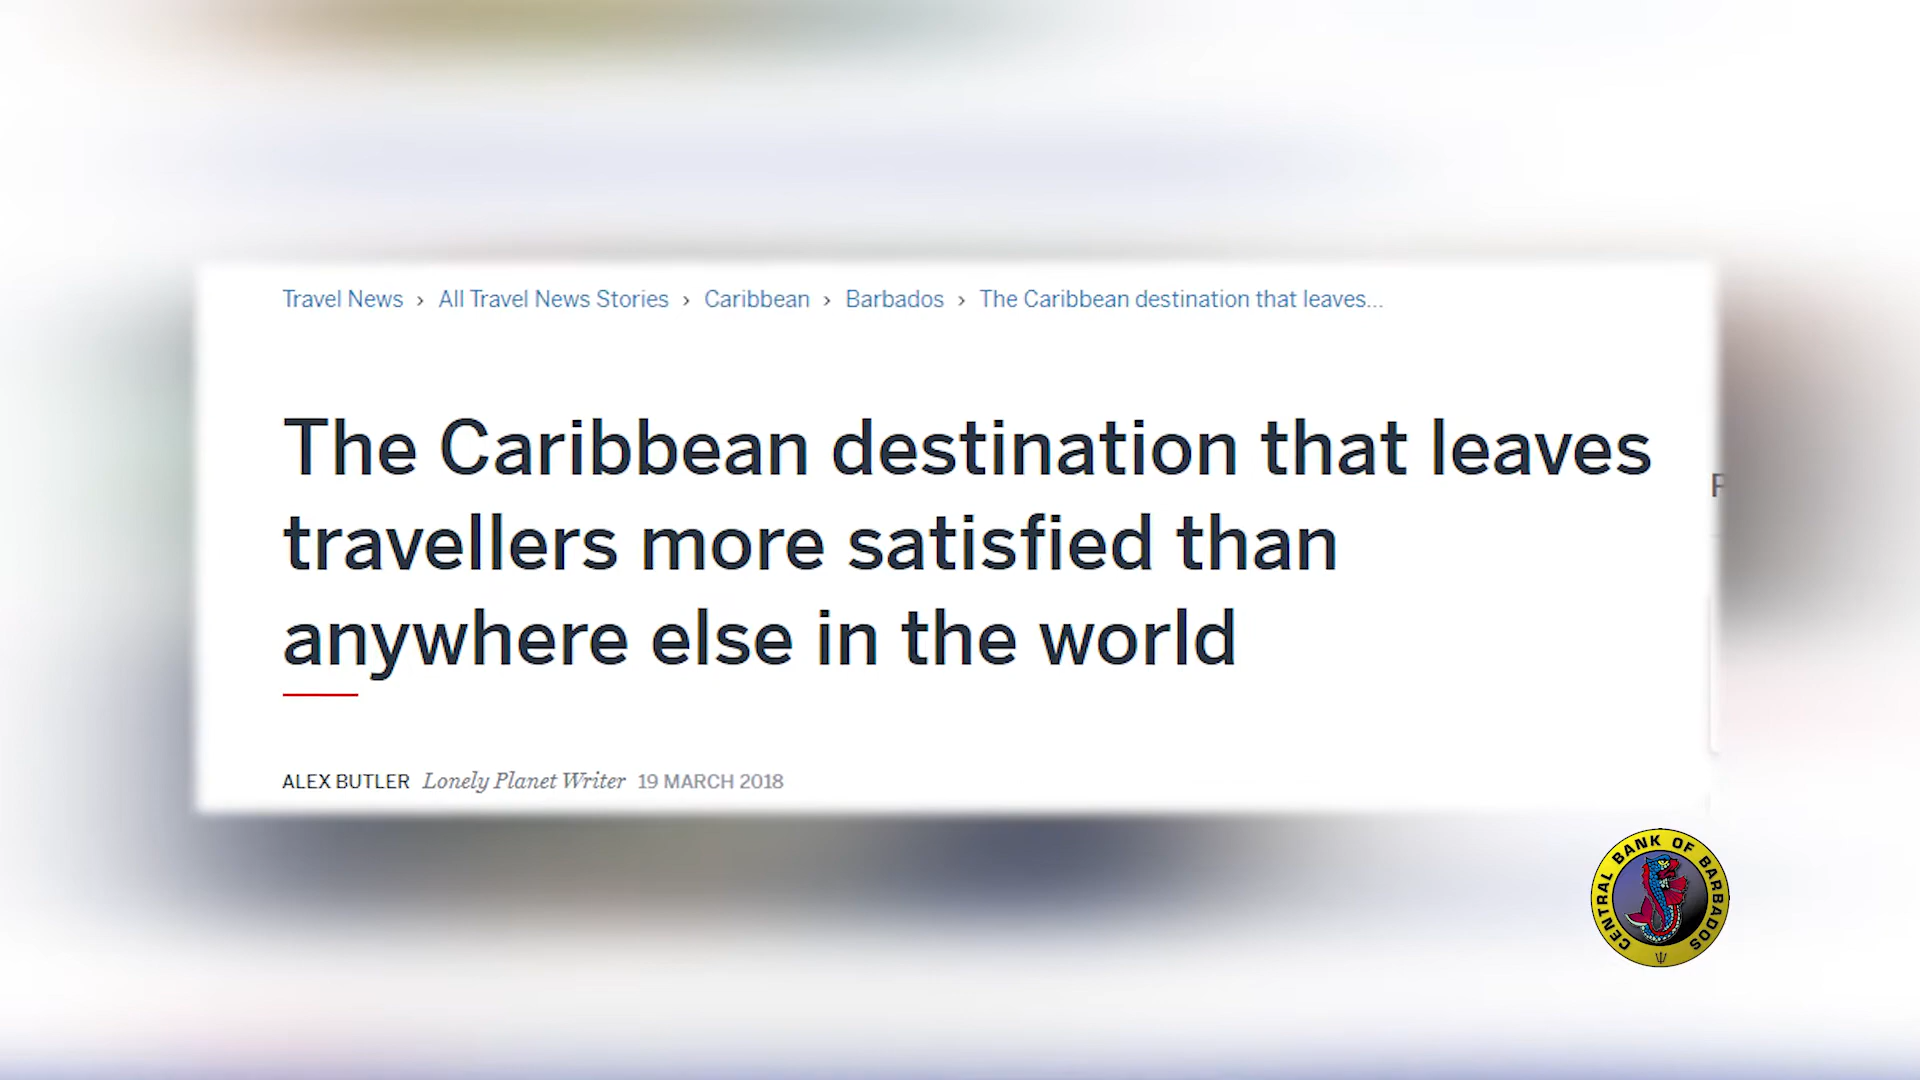 Travel News › All Travel News Stories › Caribbean › Barbados › The Caribbean destination that leaves...
The Caribbean destination that leaves
travellers more satisfied than
anywhere else in the world
ALEX BUTLER Lonely Planet Writer 19 MARCH 2018
CENTRAL BANK OF BARBADOS